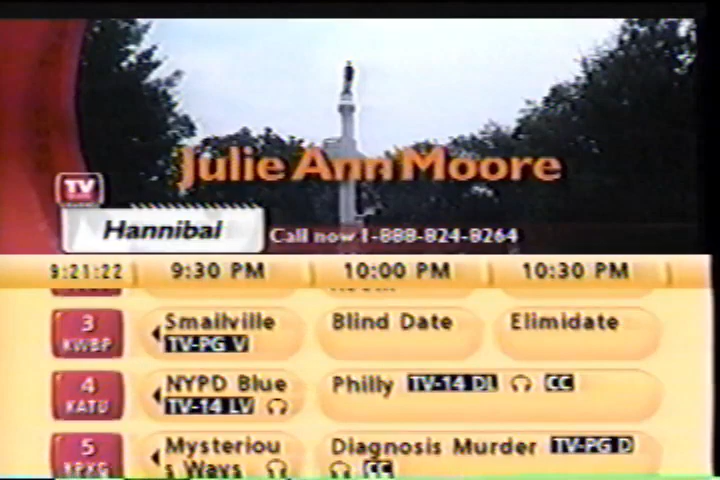 Julie Ann Moore
TV
Hannibal
Call now 1-888-824-8264
9:21:22 9:30 PM 10:00 PM 10:30 PM
3 KWBP Smallville TV-PG V Blind Date Elimidate
4 KATU NYPD Blue TV-14 LV Philly TV-14 DL CC
5 KPXG Mysteriou
s Ways Diagnosis Murder TV-PG D CC